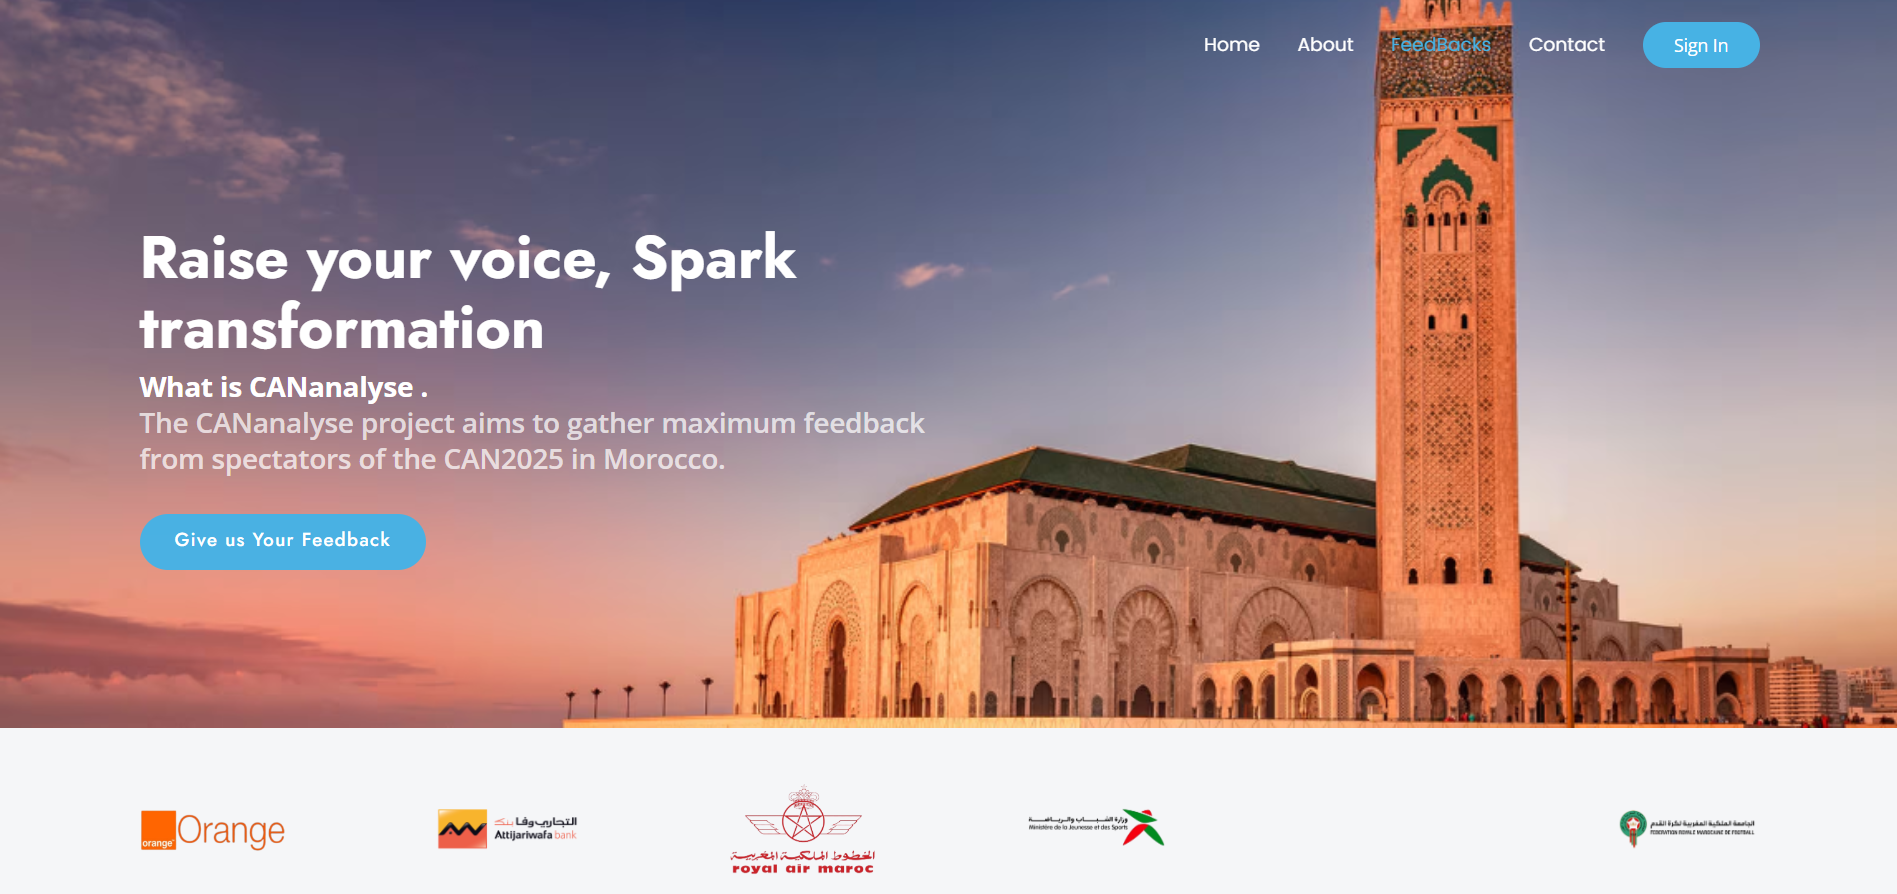 Home
About
FeedBacks
Contact
Sign In
Raise your voice, Spark
transformation
What is CANanalyse .
The CANanalyse project aims to gather maximum feedback
from spectators of the CAN2025 in Morocco.
Give us Your Feedback
orange
Orange
التجاري وفا بنك
Attijariwafa bank
الخطوط الملكية المغربية
royal air maroc
وزارة الشباب والرياضة
Ministère de la Jeunesse et des Sports
الجامعة الملكية المغربية لكرة القدم
FEDERATION ROYALE MAROCAINE DE FOOTBALL